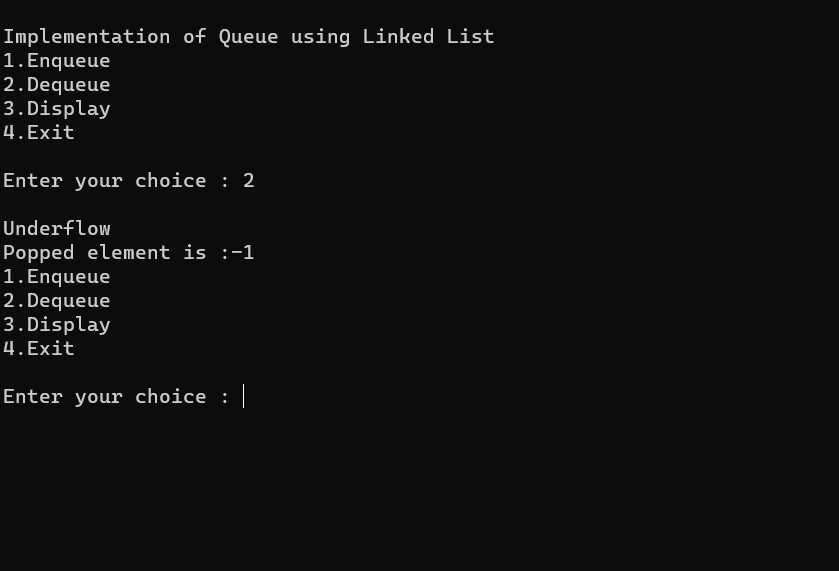 Implementation of Queue using Linked List
1.Enqueue
2.Dequeue
3.Display
4.Exit
Enter your choice : 2
Underflow
Popped element is :-1
1.Enqueue
2.Dequeue
3.Display
4.Exit
Enter your choice :